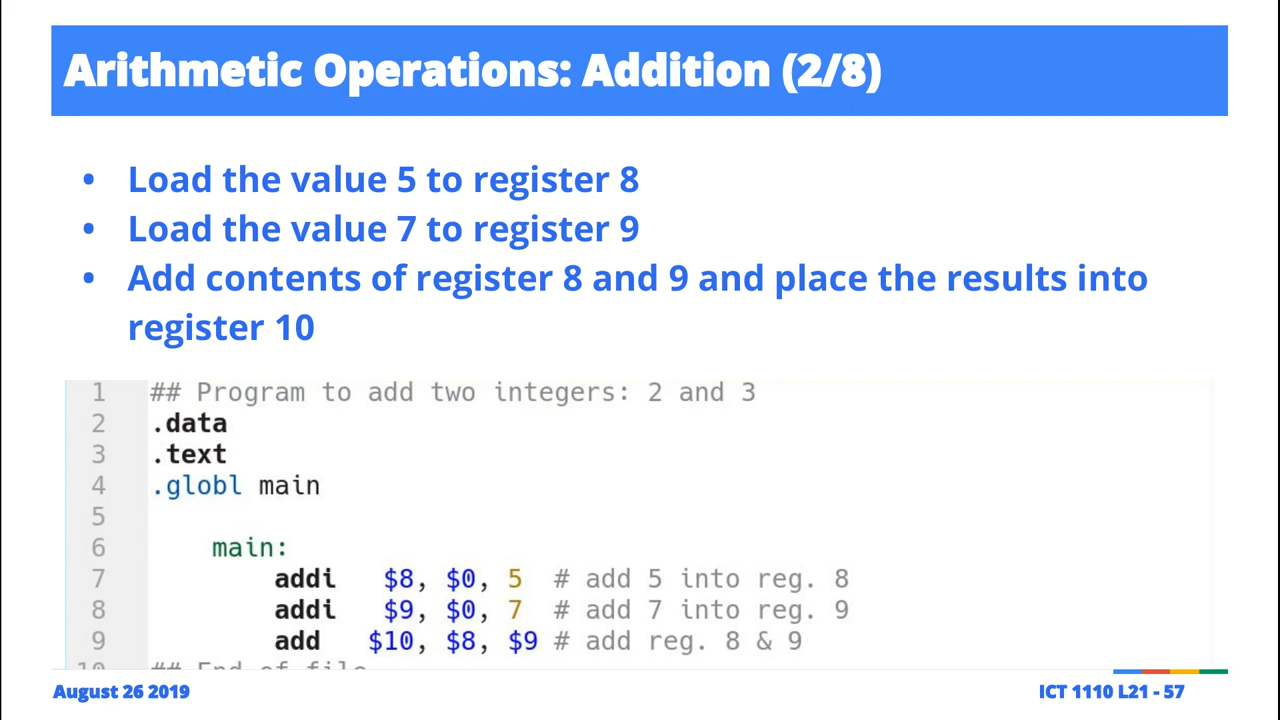 Arithmetic Operations: Addition (2/8)
• Load the value 5 to register 8
• Load the value 7 to register 9
• Add contents of register 8 and 9 and place the results into
register 10
1 ## Program to add two integers: 2 and 3
2 .data
3 .text
4 .globl main
5
6 main:
7 addi $8, $0, 5 # add 5 into reg. 8
8 addi $9, $0, 7 # add 7 into reg. 9
9 add $10, $8, $9 # add reg. 8 & 9
10 ## End of file
August 26 2019
ICT 1110 L21 - 57